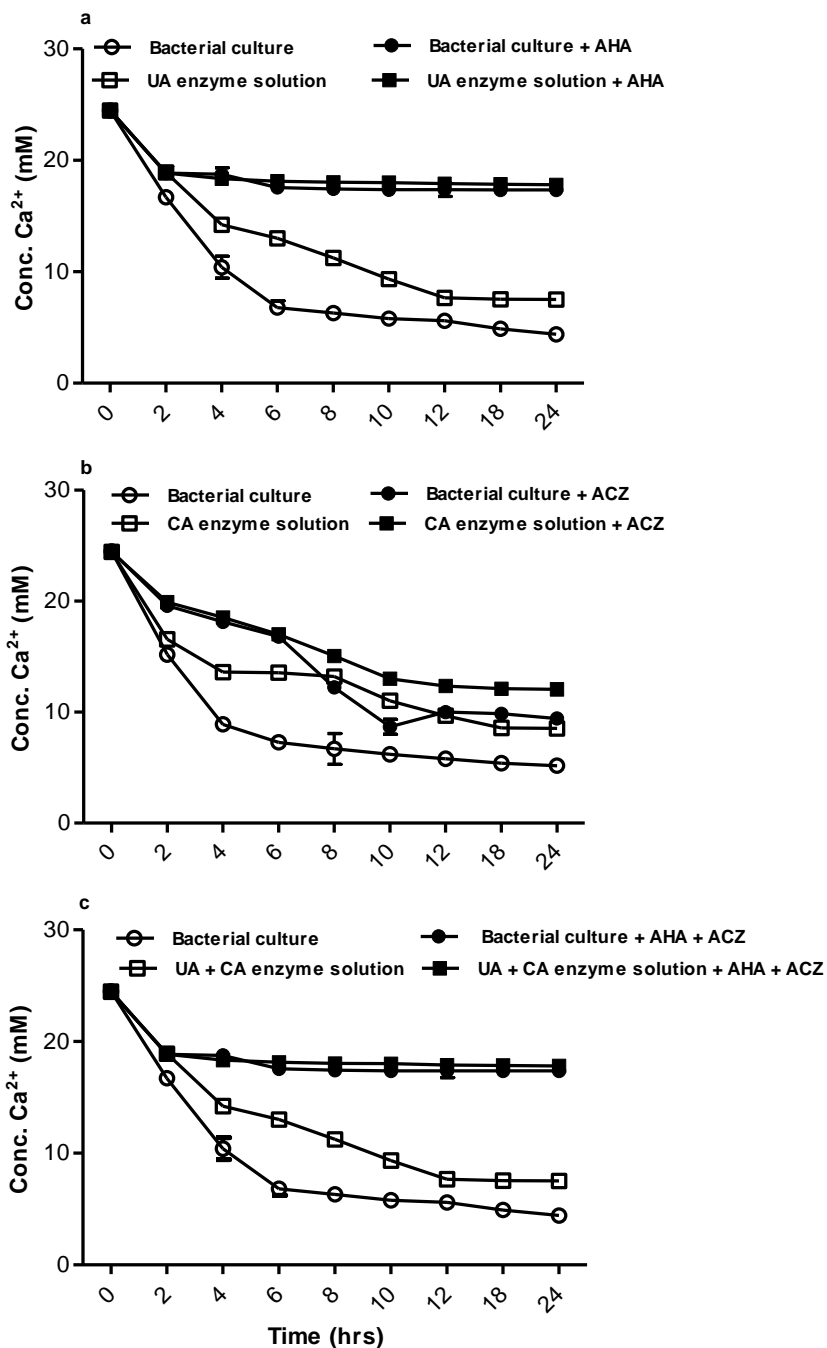 a
Bacterial culture
Bacterial culture + AHA
UA enzyme solution
UA enzyme solution + AHA
Conc. Ca²⁺ (mM)
30
20
10
0
0 2 4 6 8 10 12 18 24
b
Bacterial culture
Bacterial culture + ACZ
CA enzyme solution
CA enzyme solution + ACZ
Conc. Ca²⁺ (mM)
30
20
10
0
0 2 4 6 8 10 12 18 24
c
Bacterial culture
Bacterial culture + AHA + ACZ
UA + CA enzyme solution
UA + CA enzyme solution + AHA + ACZ
Conc. Ca²⁺ (mM)
30
20
10
0
0 2 4 6 8 10 12 18 24
Time (hrs)